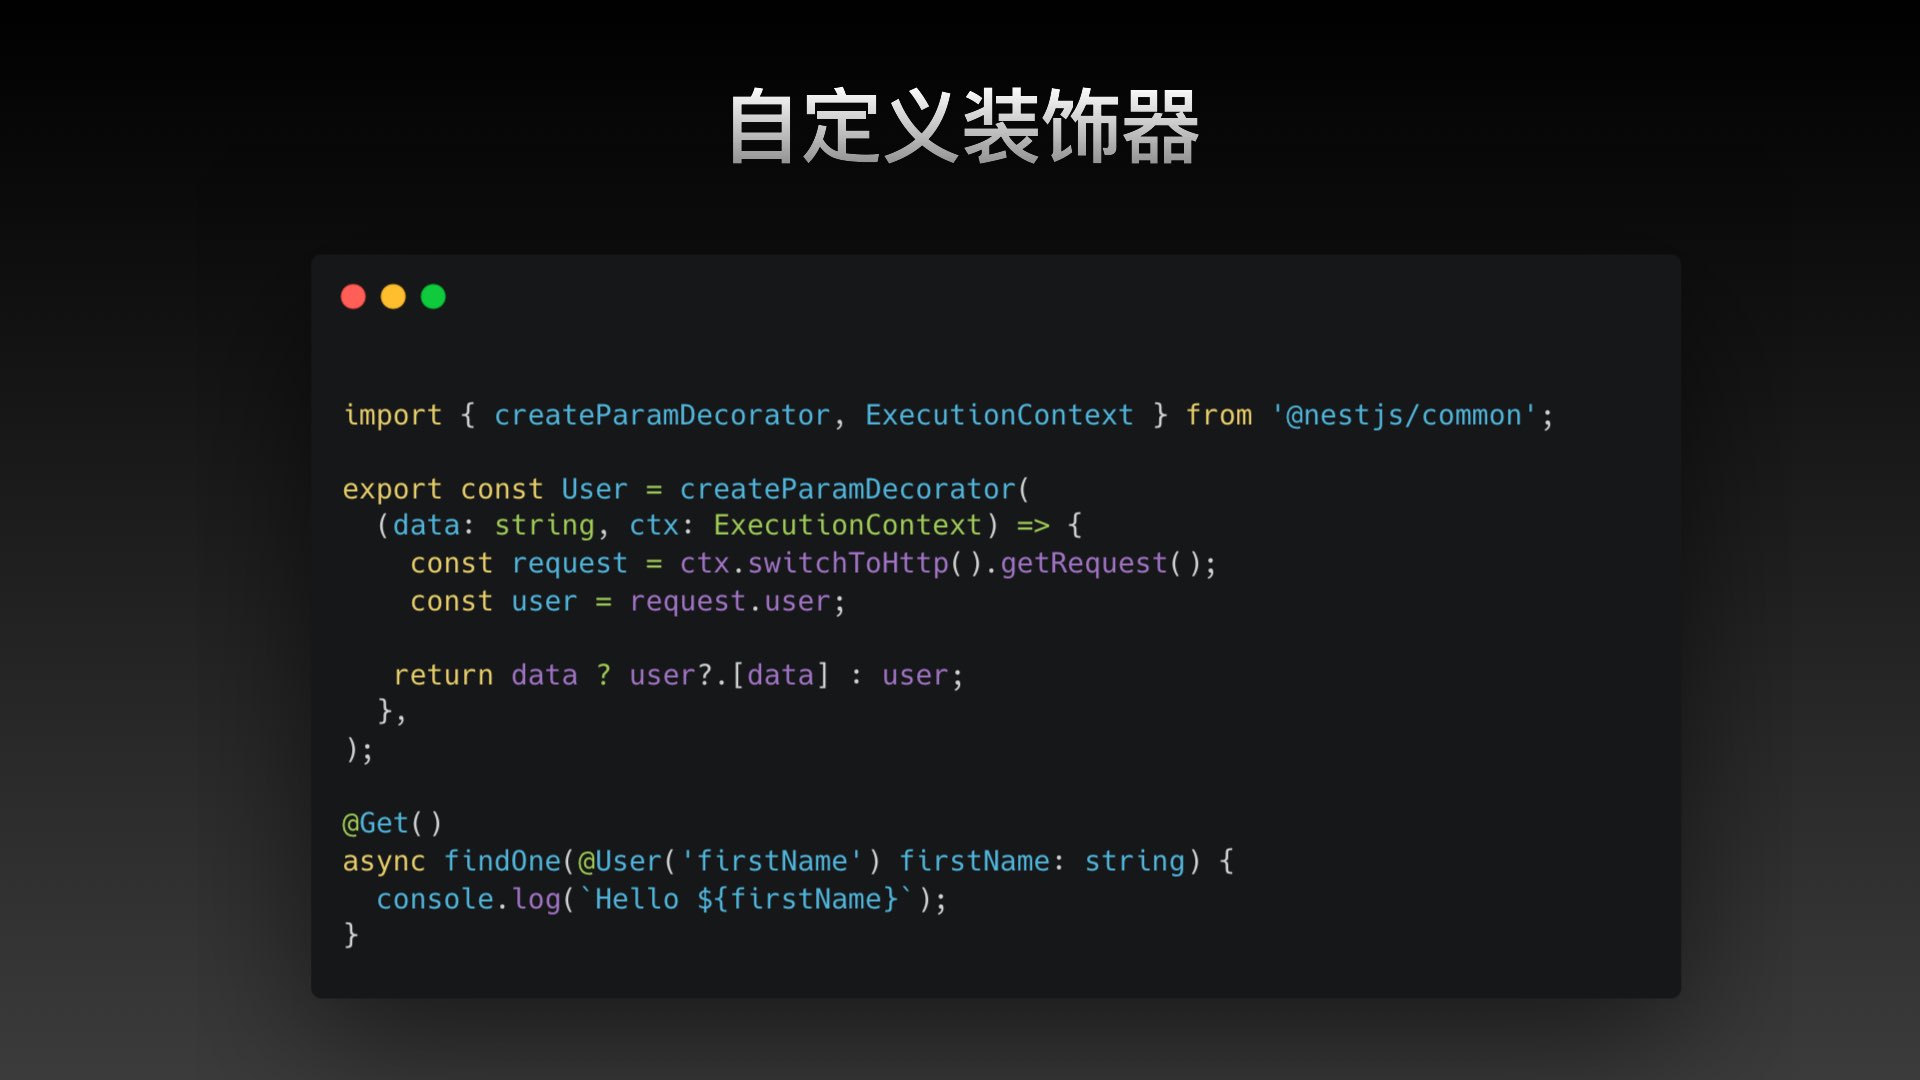 自定义装饰器
import { createParamDecorator, ExecutionContext } from '@nestjs/common';
export const User = createParamDecorator(
  (data: string, ctx: ExecutionContext) => {
    const request = ctx.switchToHttp().getRequest();
    const user = request.user;
   return data ? user?.[data] : user;
  },
);
@Get()
async findOne(@User('firstName') firstName: string) {
  console.log(`Hello ${firstName}`);
}